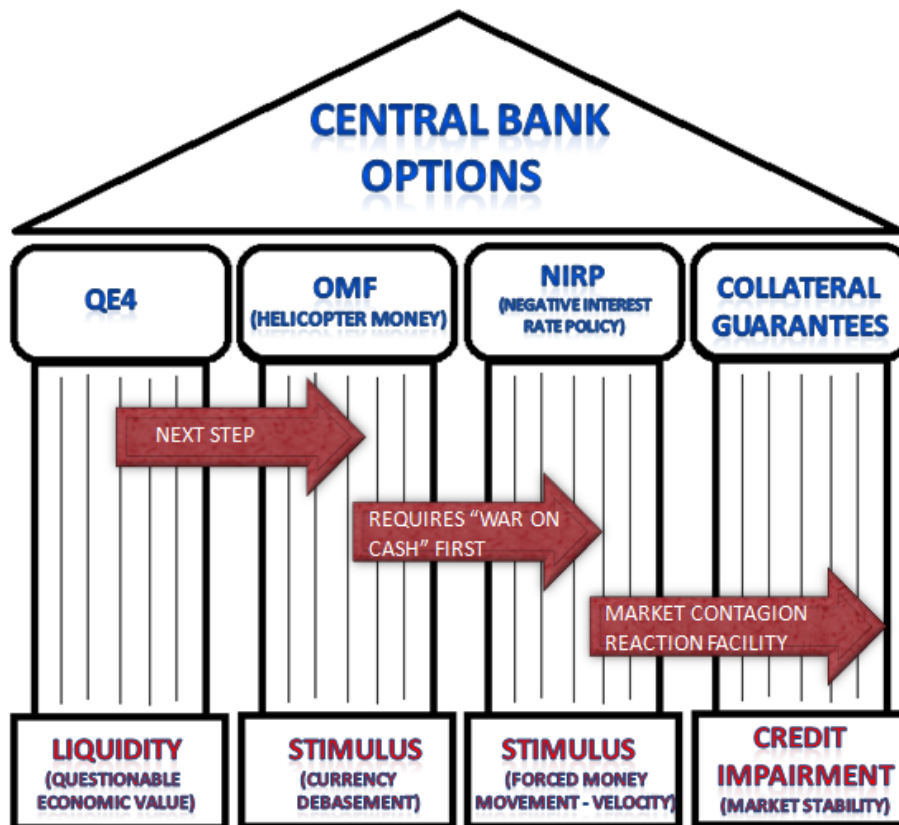 CENTRAL BANK
OPTIONS
QE4
OMF
(HELICOPTER MONEY)
NIRP
(NEGATIVE INTEREST
RATE POLICY)
COLLATERAL
GUARANTEES
NEXT STEP
REQUIRES “WAR ON
CASH” FIRST
MARKET CONTAGION
REACTION FACILITY
LIQUIDITY
(QUESTIONABLE
ECONOMIC VALUE)
STIMULUS
(CURRENCY
DEBASEMENT)
STIMULUS
(FORCED MONEY
MOVEMENT - VELOCITY)
CREDIT
IMPAIRMENT
(MARKET STABILITY)